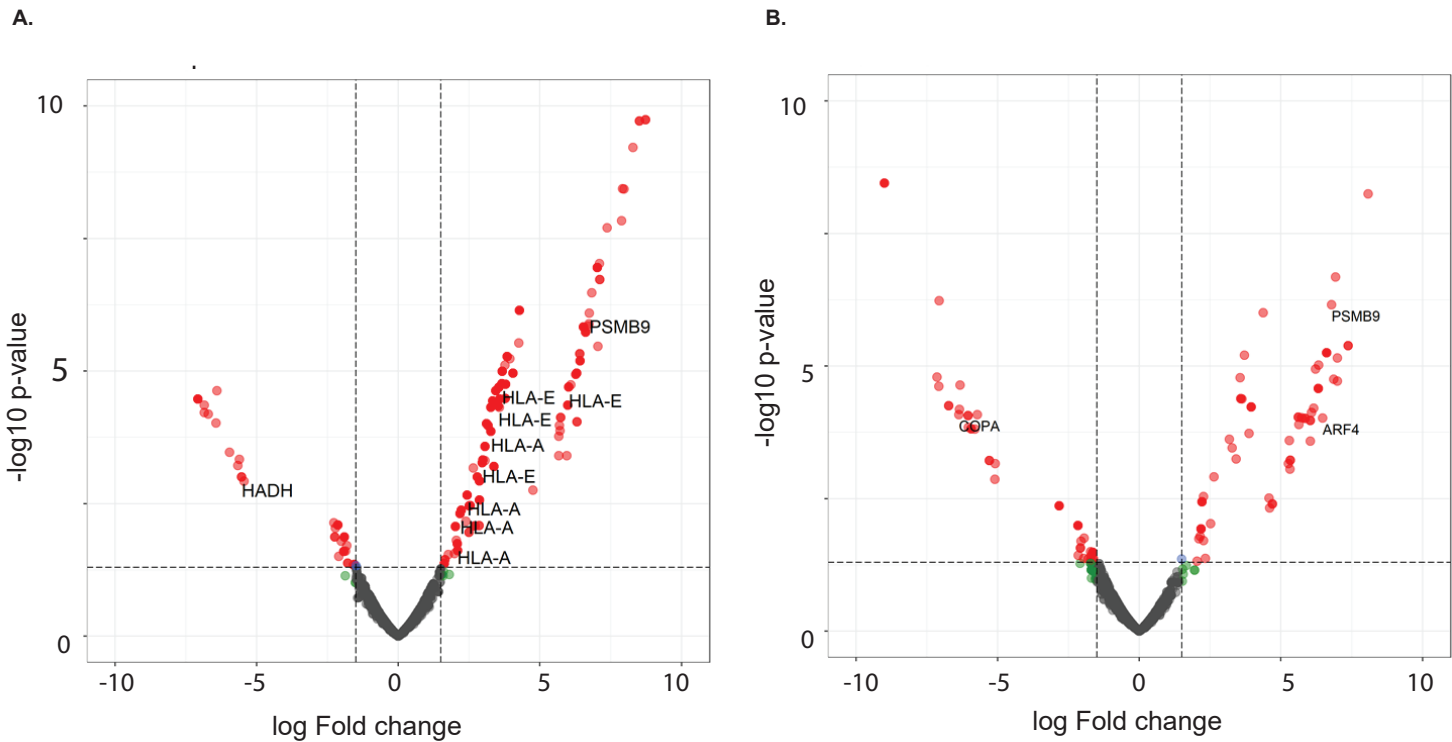 A.
10
5
0
-log10 p-value
PSMB9
HLA-E
HLA-E
HLA-E
HLA-A
HLA-E
HLA-A
HLA-A
HLA-A
HADH
-10
-5
0
5
10
log Fold change
B.
10
5
0
-log10 p-value
PSMB9
COPA
ARF4
-10
-5
0
5
10
log Fold change